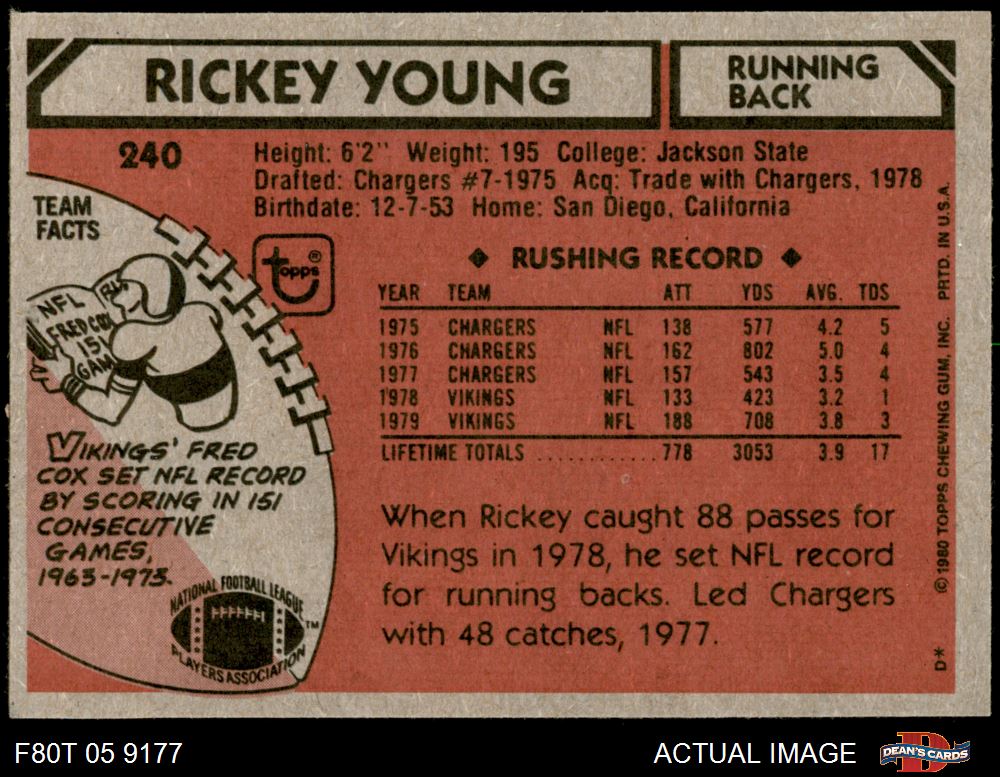 RICKEY YOUNG
RUNNING
BACK
240
Height: 6'2" Weight: 195 College: Jackson State
Drafted: Chargers #7-1975 Acq: Trade with Chargers, 1978
Birthdate: 12-7-53 Home: San Diego, California
TEAM
FACTS
NFL
FRED COX
151
GAM
topps®
◆ RUSHING RECORD ◆
YEAR TEAM ATT YDS AVG. TDS
1975 CHARGERS NFL 138 577 4.2 5
1976 CHARGERS NFL 162 802 5.0 4
1977 CHARGERS NFL 157 543 3.5 4
1978 VIKINGS NFL 133 423 3.2 1
1979 VIKINGS NFL 188 708 3.8 3
LIFETIME TOTALS ............ 778 3053 3.9 17
VIKINGS' FRED
COX SET NFL RECORD
BY SCORING IN 151
CONSECUTIVE
GAMES,
1963-1973.
NATIONAL FOOTBALL LEAGUE
PLAYERS ASSOCIATION
TM
When Rickey caught 88 passes for
Vikings in 1978, he set NFL record
for running backs. Led Chargers
with 48 catches, 1977.
D* © 1980 TOPPS CHEWING GUM, INC. PRTD. IN U.S.A.
F80T 05 9177
ACTUAL IMAGE
DEAN'S CARDS